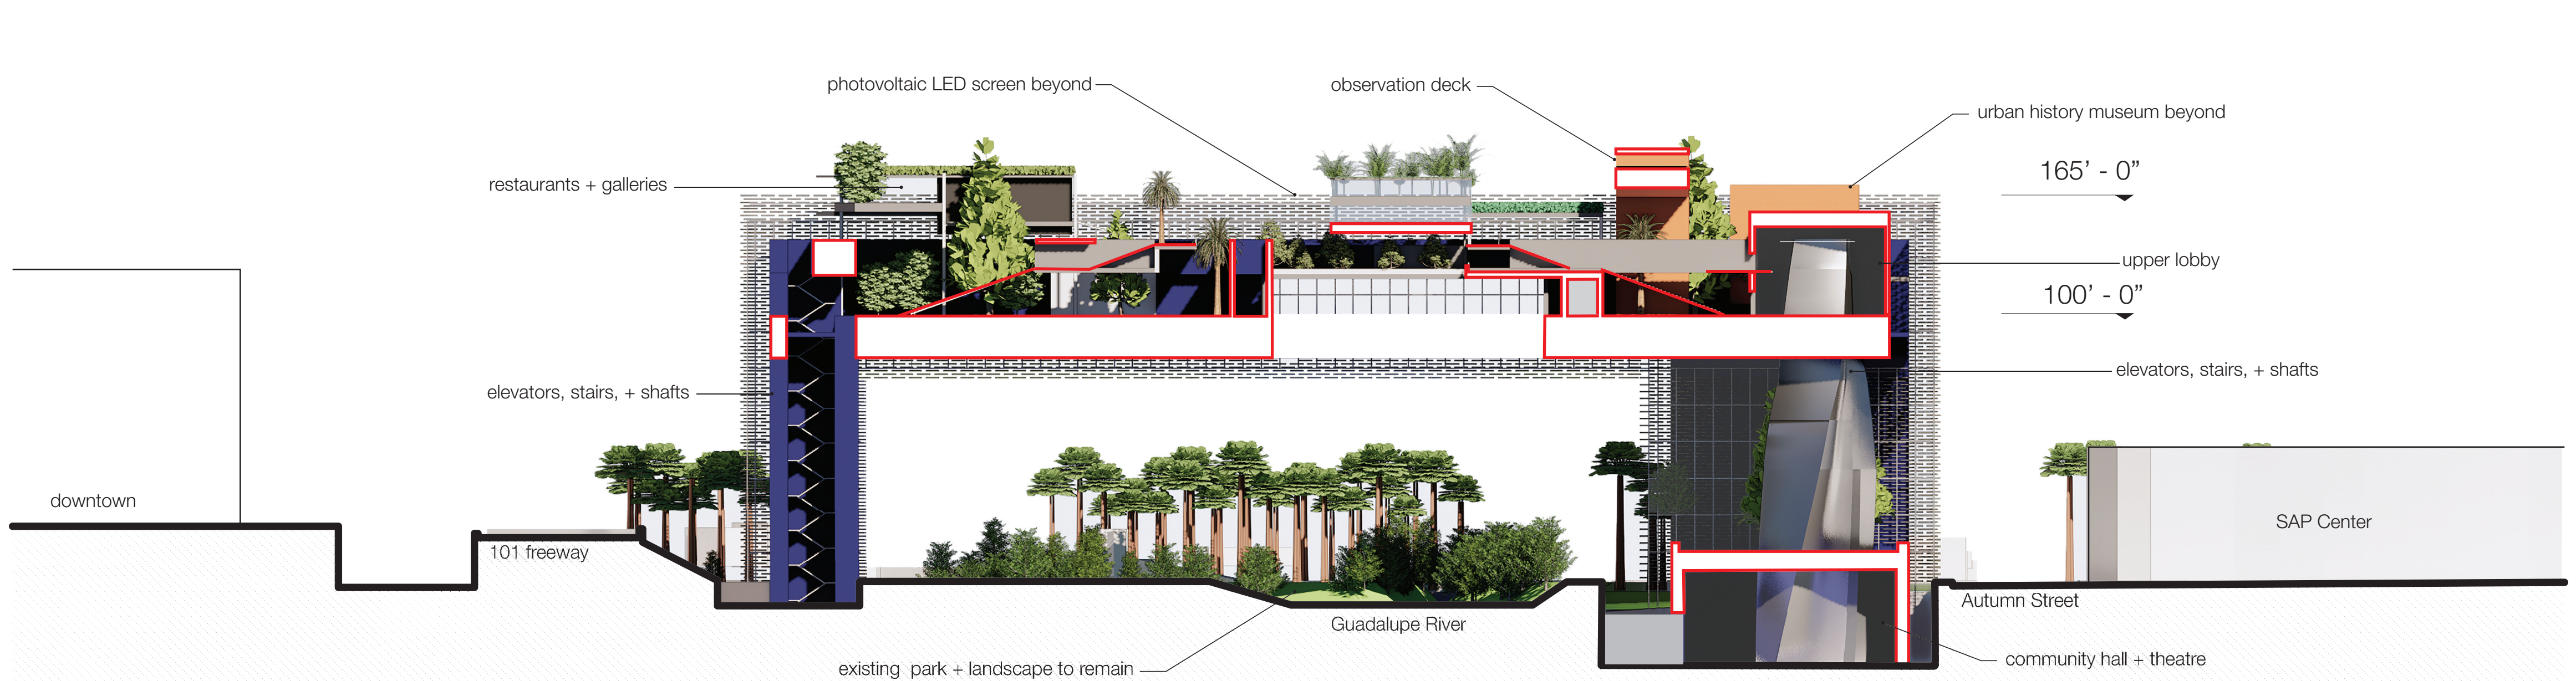 photovoltaic LED screen beyond
observation deck
urban history museum beyond
165' - 0"
restaurants + galleries
upper lobby
100' - 0"
elevators, stairs, + shafts
elevators, stairs, + shafts
downtown
SAP Center
101 freeway
Autumn Street
Guadalupe River
community hall + theatre
existing park + landscape to remain